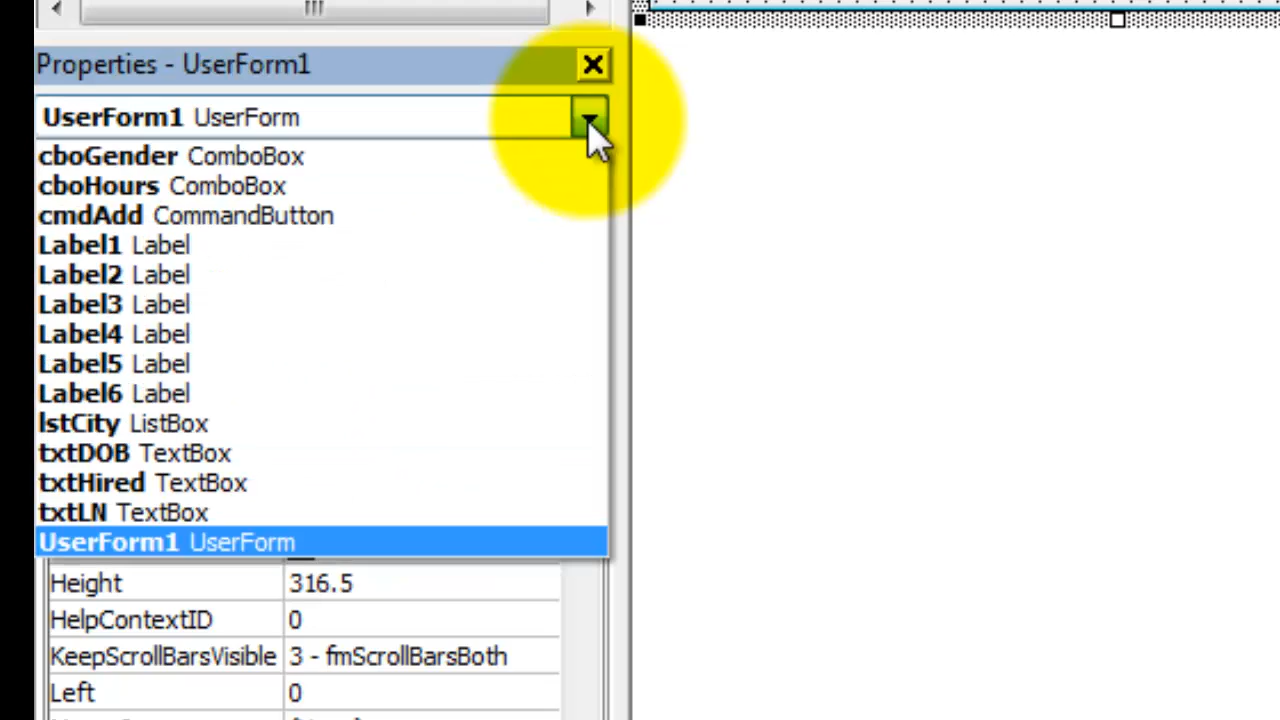 Properties - UserForm1
UserForm1 UserForm
cboGender ComboBox
cboHours ComboBox
cmdAdd CommandButton
Label1 Label
Label2 Label
Label3 Label
Label4 Label
Label5 Label
Label6 Label
lstCity ListBox
txtDOB TextBox
txtHired TextBox
txtLN TextBox
UserForm1 UserForm
Height 316.5
HelpContextID 0
KeepScrollBarsVisible 3 - fmScrollBarsBoth
Left 0